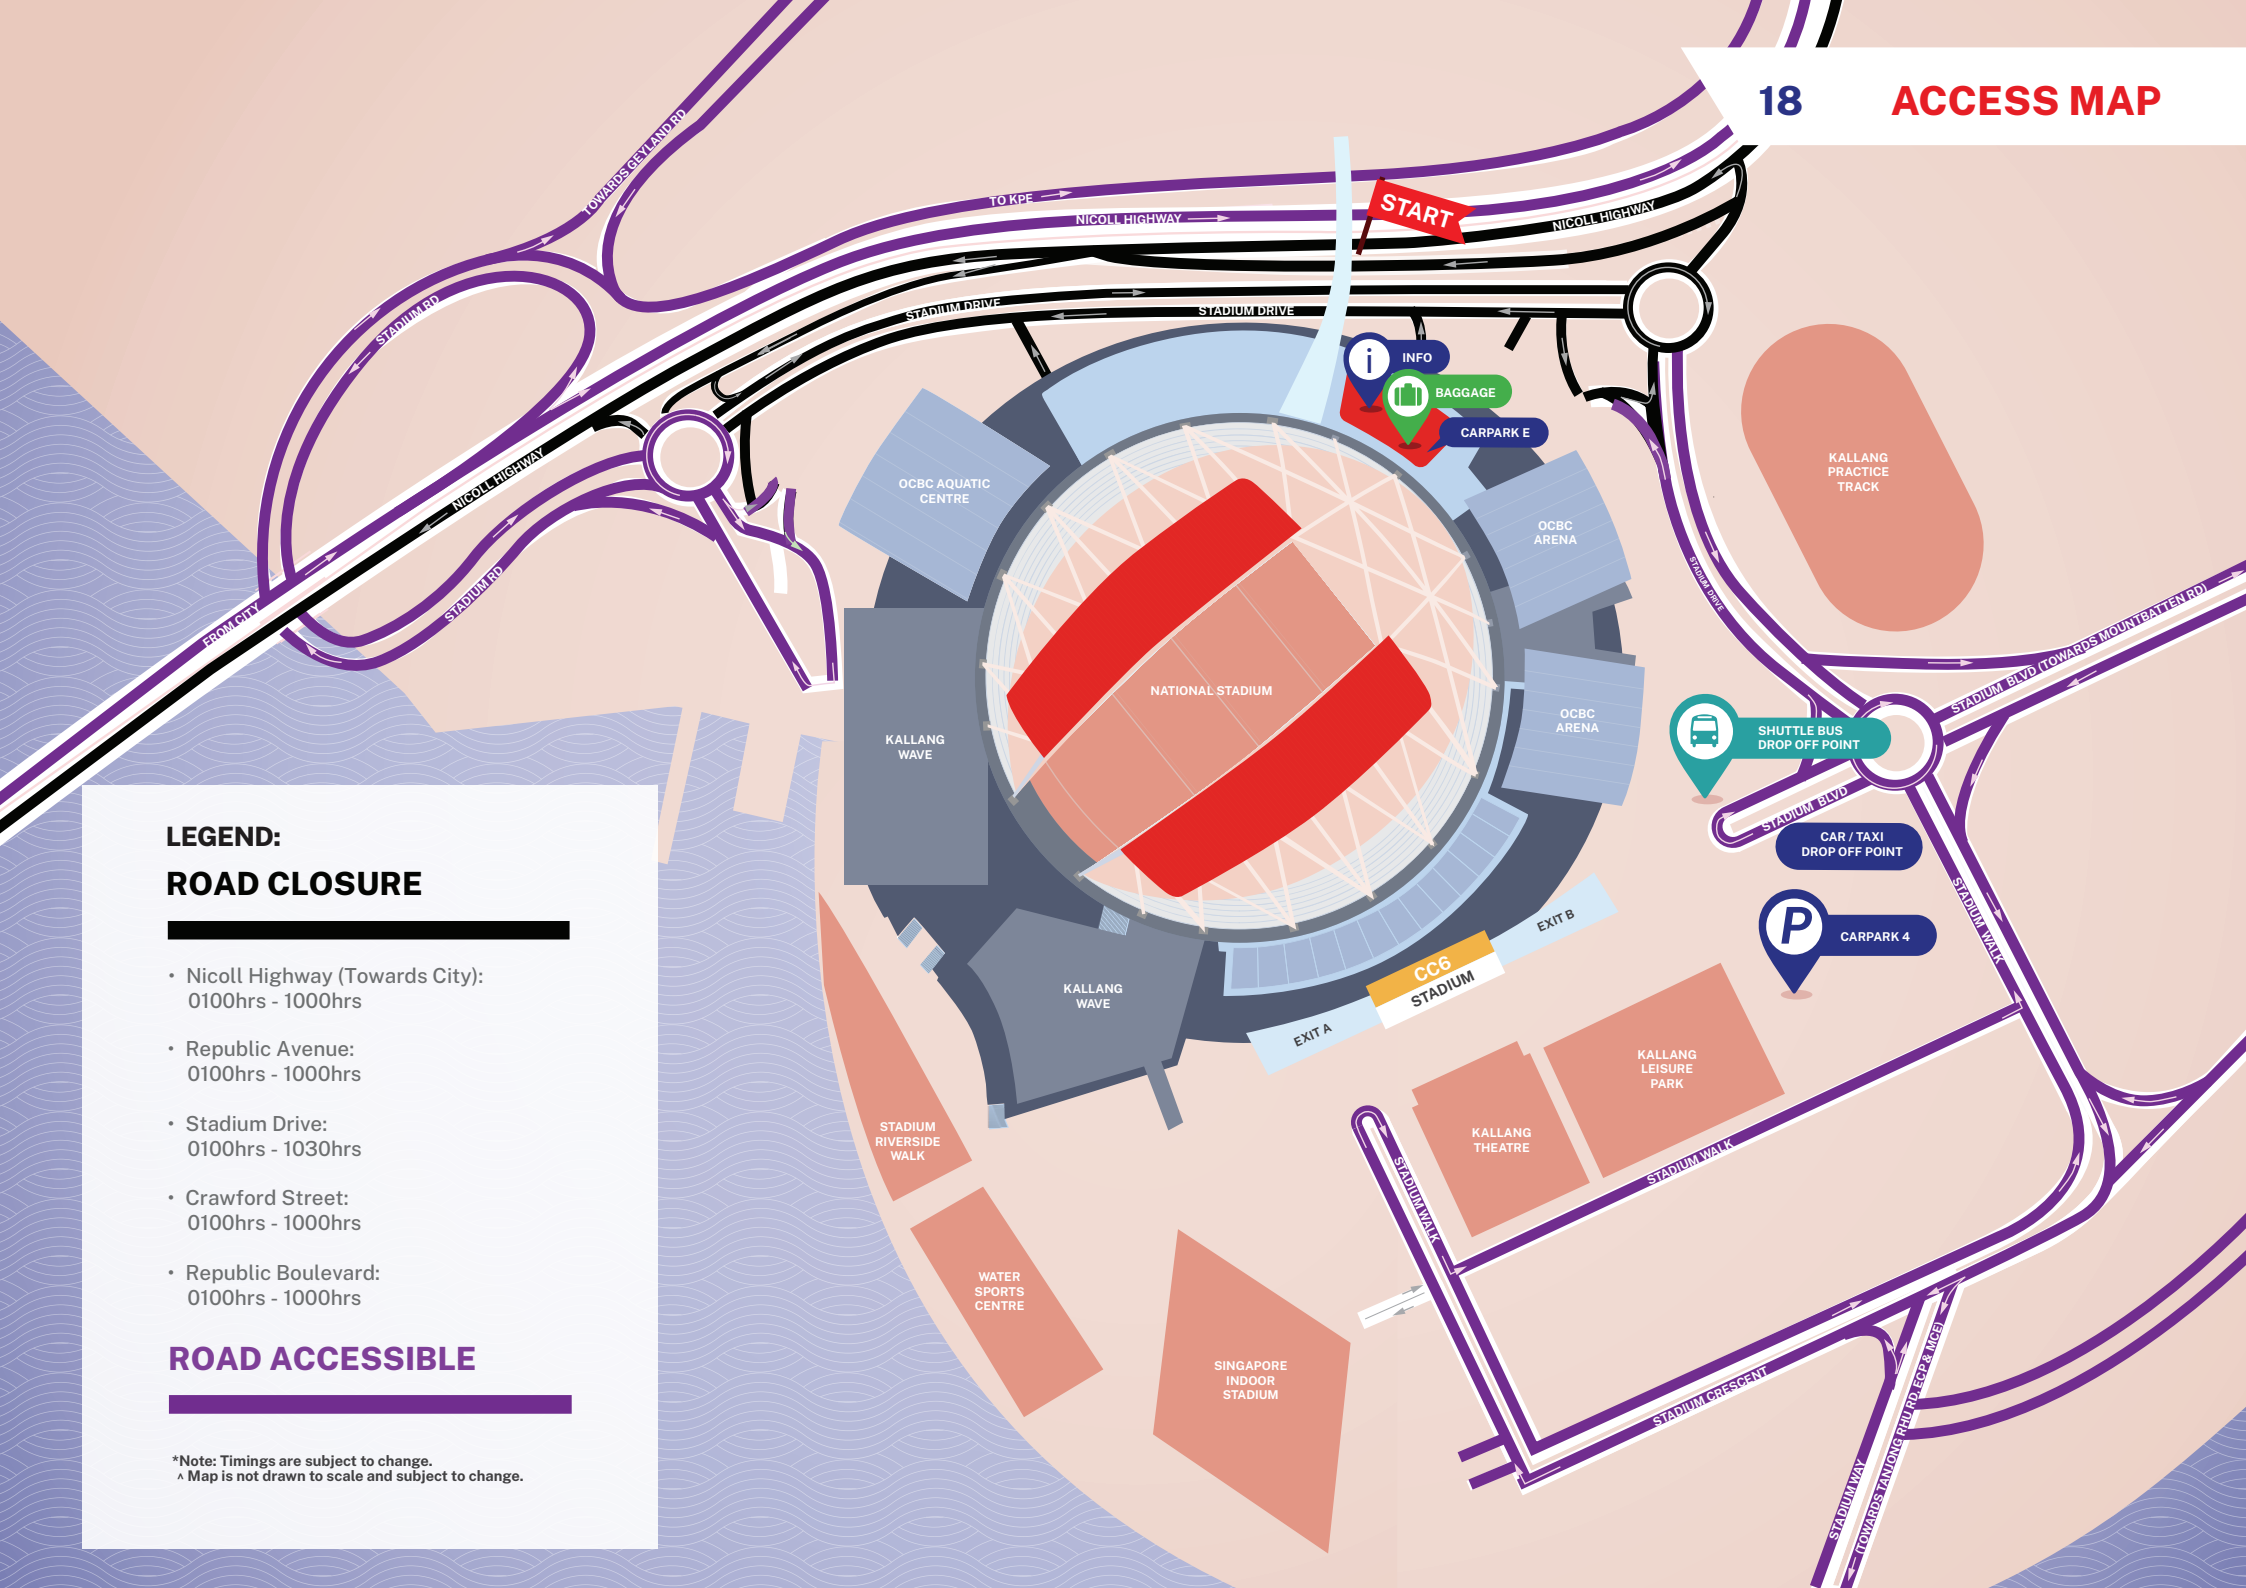 18 ACCESS MAP
TOWARDS GEYLAND RD
TO KPE
NICOLL HIGHWAY
START
NICOLL HIGHWAY
STADIUM RD
STADIUM DRIVE
STADIUM DRIVE
INFO
BAGGAGE
CARPARK E
NICOLL HIGHWAY
OCBC AQUATIC
CENTRE
KALLANG
PRACTICE
TRACK
OCBC
ARENA
STADIUM DRIVE
STADIUM RD
FROM CITY
STADIUM BLVD (TOWARDS MOUNTBATTEN RD)
NATIONAL STADIUM
OCBC
ARENA
KALLANG
WAVE
SHUTTLE BUS
DROP OFF POINT
STADIUM BLVD
CAR / TAXI
DROP OFF POINT
P
CARPARK 4
STADIUM WALK
EXIT B
CC6
STADIUM
EXIT A
KALLANG
WAVE
KALLANG
LEISURE
PARK
KALLANG
THEATRE
STADIUM WALK
STADIUM WALK
STADIUM
RIVERSIDE
WALK
WATER
SPORTS
CENTRE
SINGAPORE
INDOOR
STADIUM
STADIUM CRESCENT
STADIUM WAY
(TOWARDS TANJONG RHU RD, ECP & MCE)
LEGEND:
ROAD CLOSURE
• Nicoll Highway (Towards City):
0100hrs - 1000hrs
• Republic Avenue:
0100hrs - 1000hrs
• Stadium Drive:
0100hrs - 1030hrs
• Crawford Street:
0100hrs - 1000hrs
• Republic Boulevard:
0100hrs - 1000hrs
ROAD ACCESSIBLE
*Note: Timings are subject to change.
^ Map is not drawn to scale and subject to change.